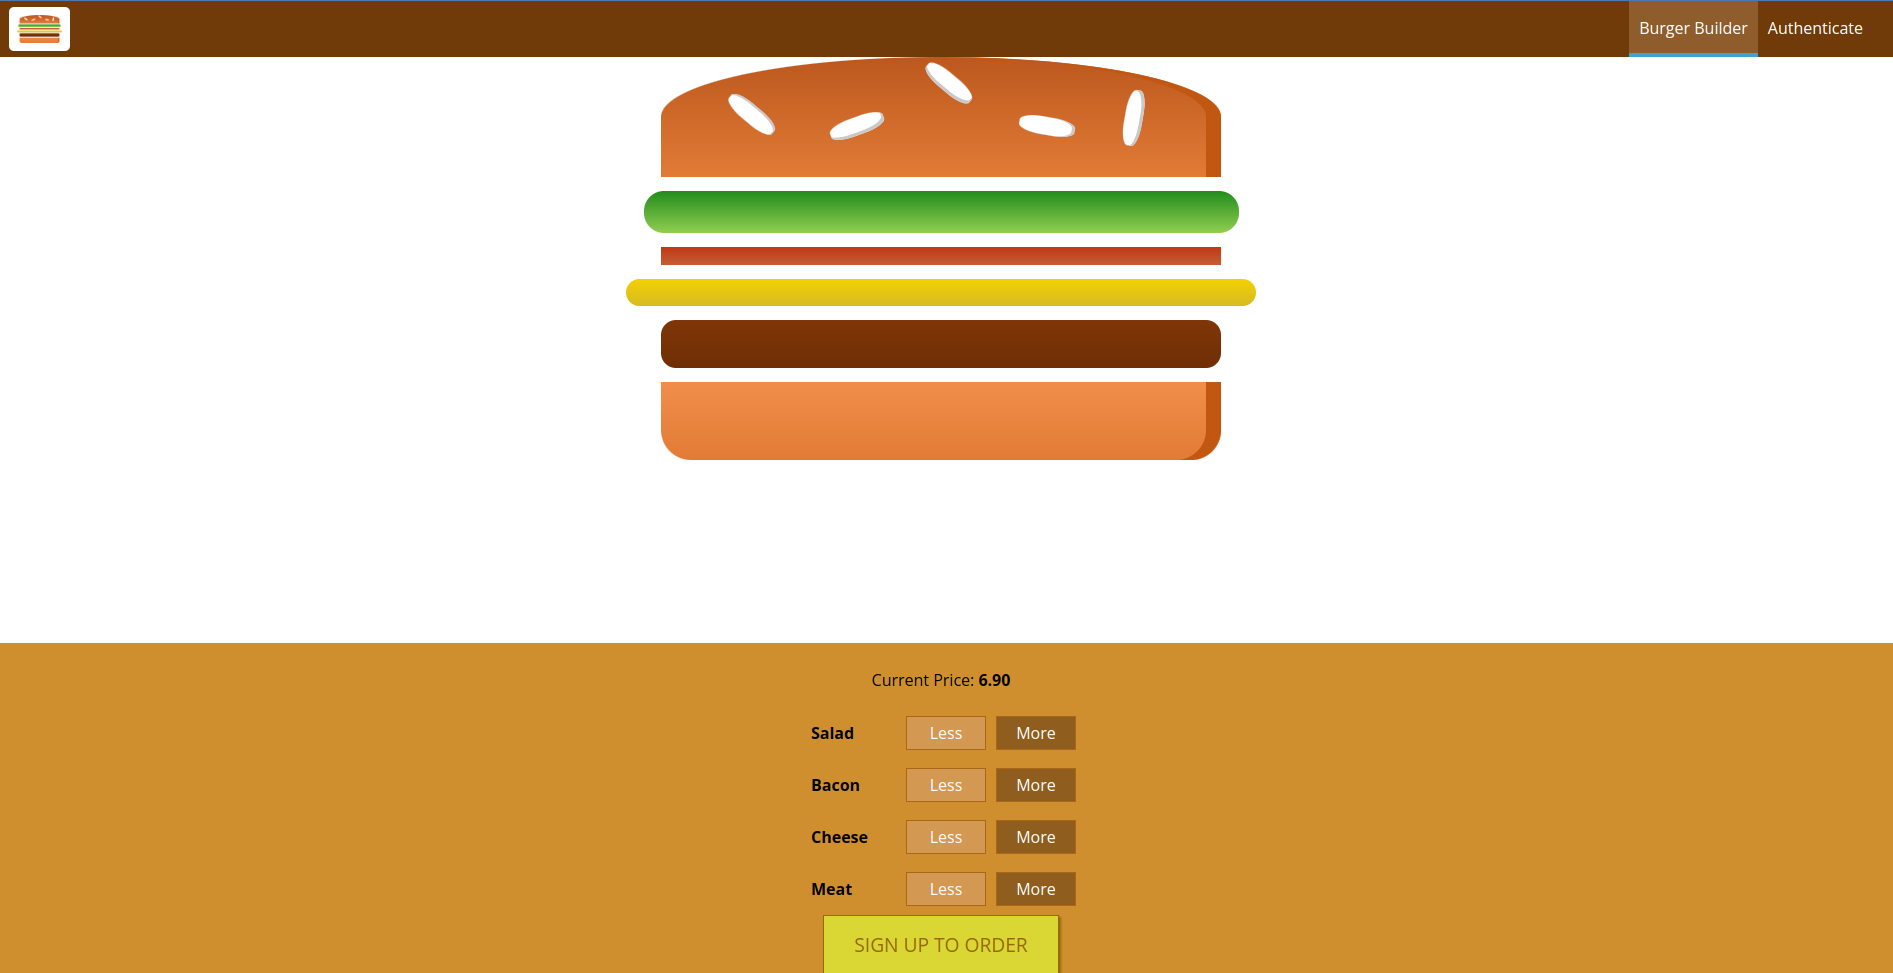 Burger Builder Authenticate
Current Price: 6.90
Salad Less More
Bacon Less More
Cheese Less More
Meat Less More
SIGN UP TO ORDER